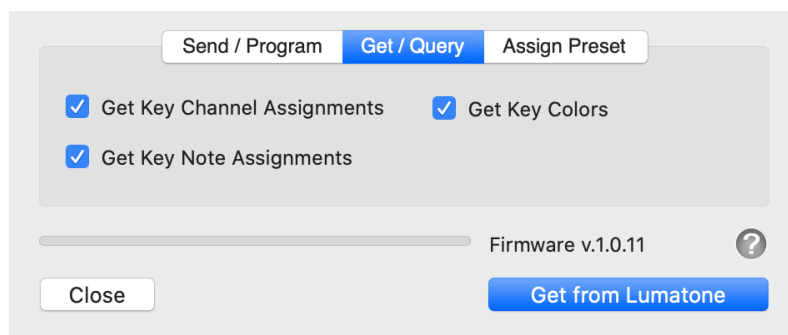 Send / Program Get / Query Assign Preset
Get Key Channel Assignments Get Key Colors
Get Key Note Assignments
Firmware v.1.0.11 ?
Close Get from Lumatone